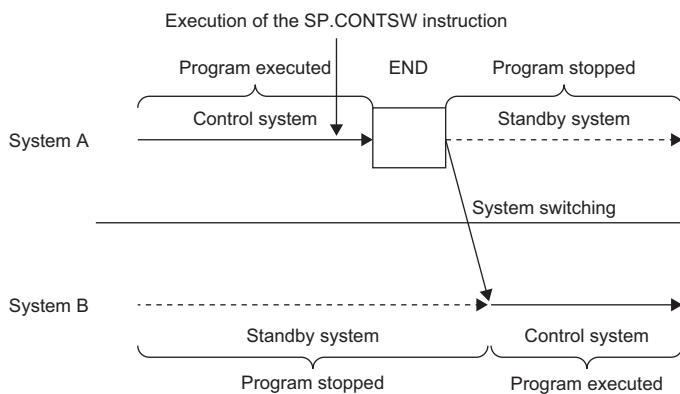 Execution of the SP.CONTSW instruction
Program executed
END
Program stopped
Control system
Standby system
System A
System switching
System B
Standby system
Control system
Program stopped
Program executed